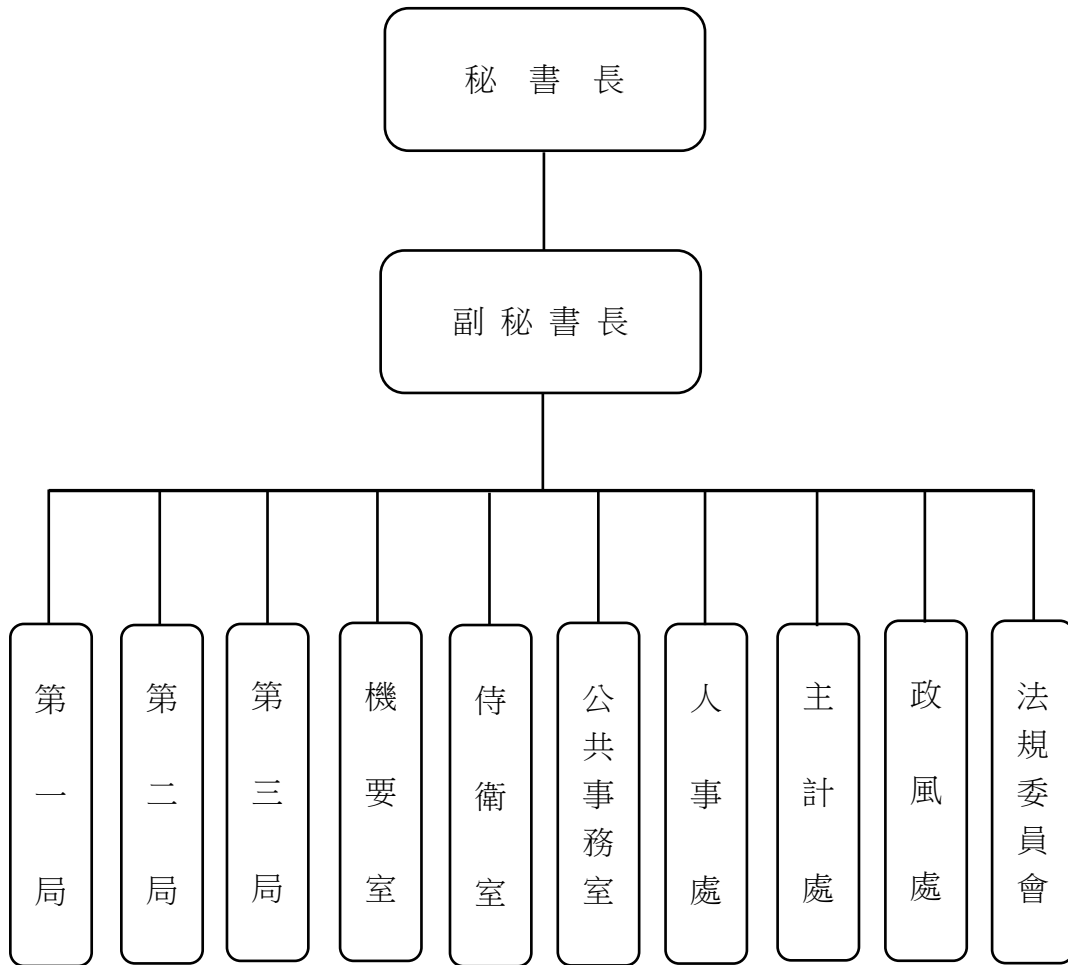 秘書長
副秘書長
第一局
第二局
第三局
機要室
侍衛室
公共事務室
人事處
主計處
政風處
法規委員會